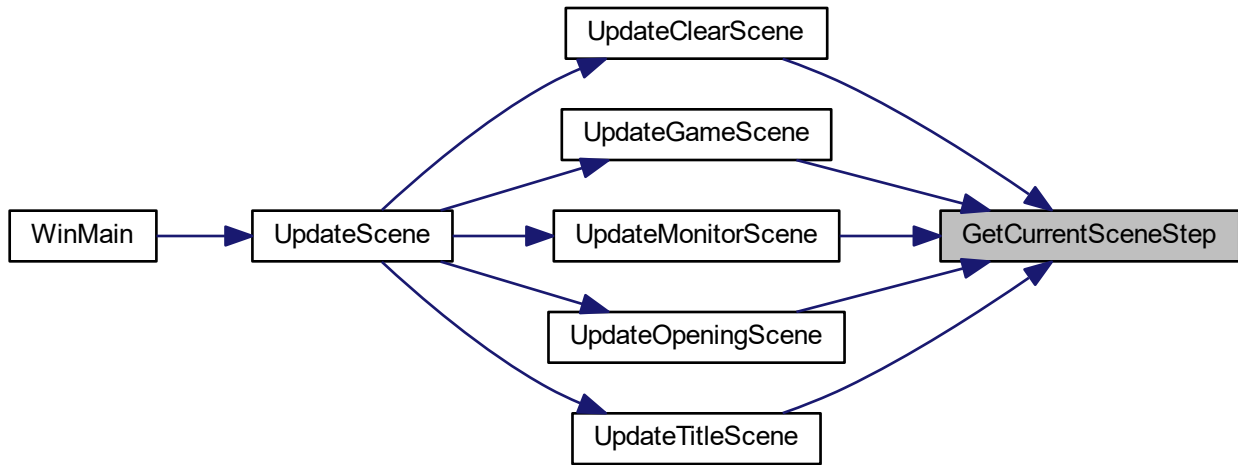 UpdateClearScene
UpdateGameScene
WinMain
UpdateScene
UpdateMonitorScene
GetCurrentSceneStep
UpdateOpeningScene
UpdateTitleScene